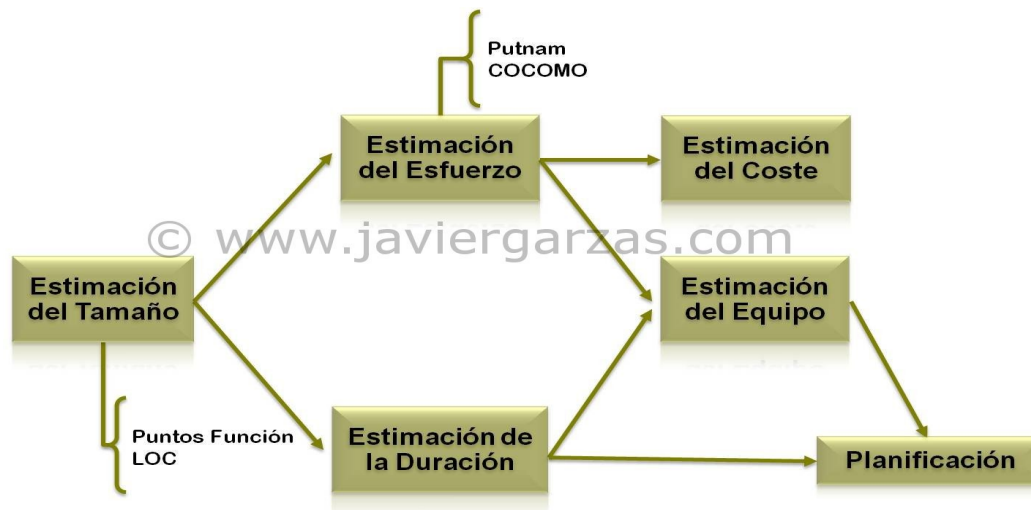 Putnam
COCOMO
Estimación
del Esfuerzo
Estimación
del Coste
© www.javiergarzas.com
Estimación
del Tamaño
Estimación
del Equipo
Puntos Función
LOC
Estimación de
la Duración
Planificación